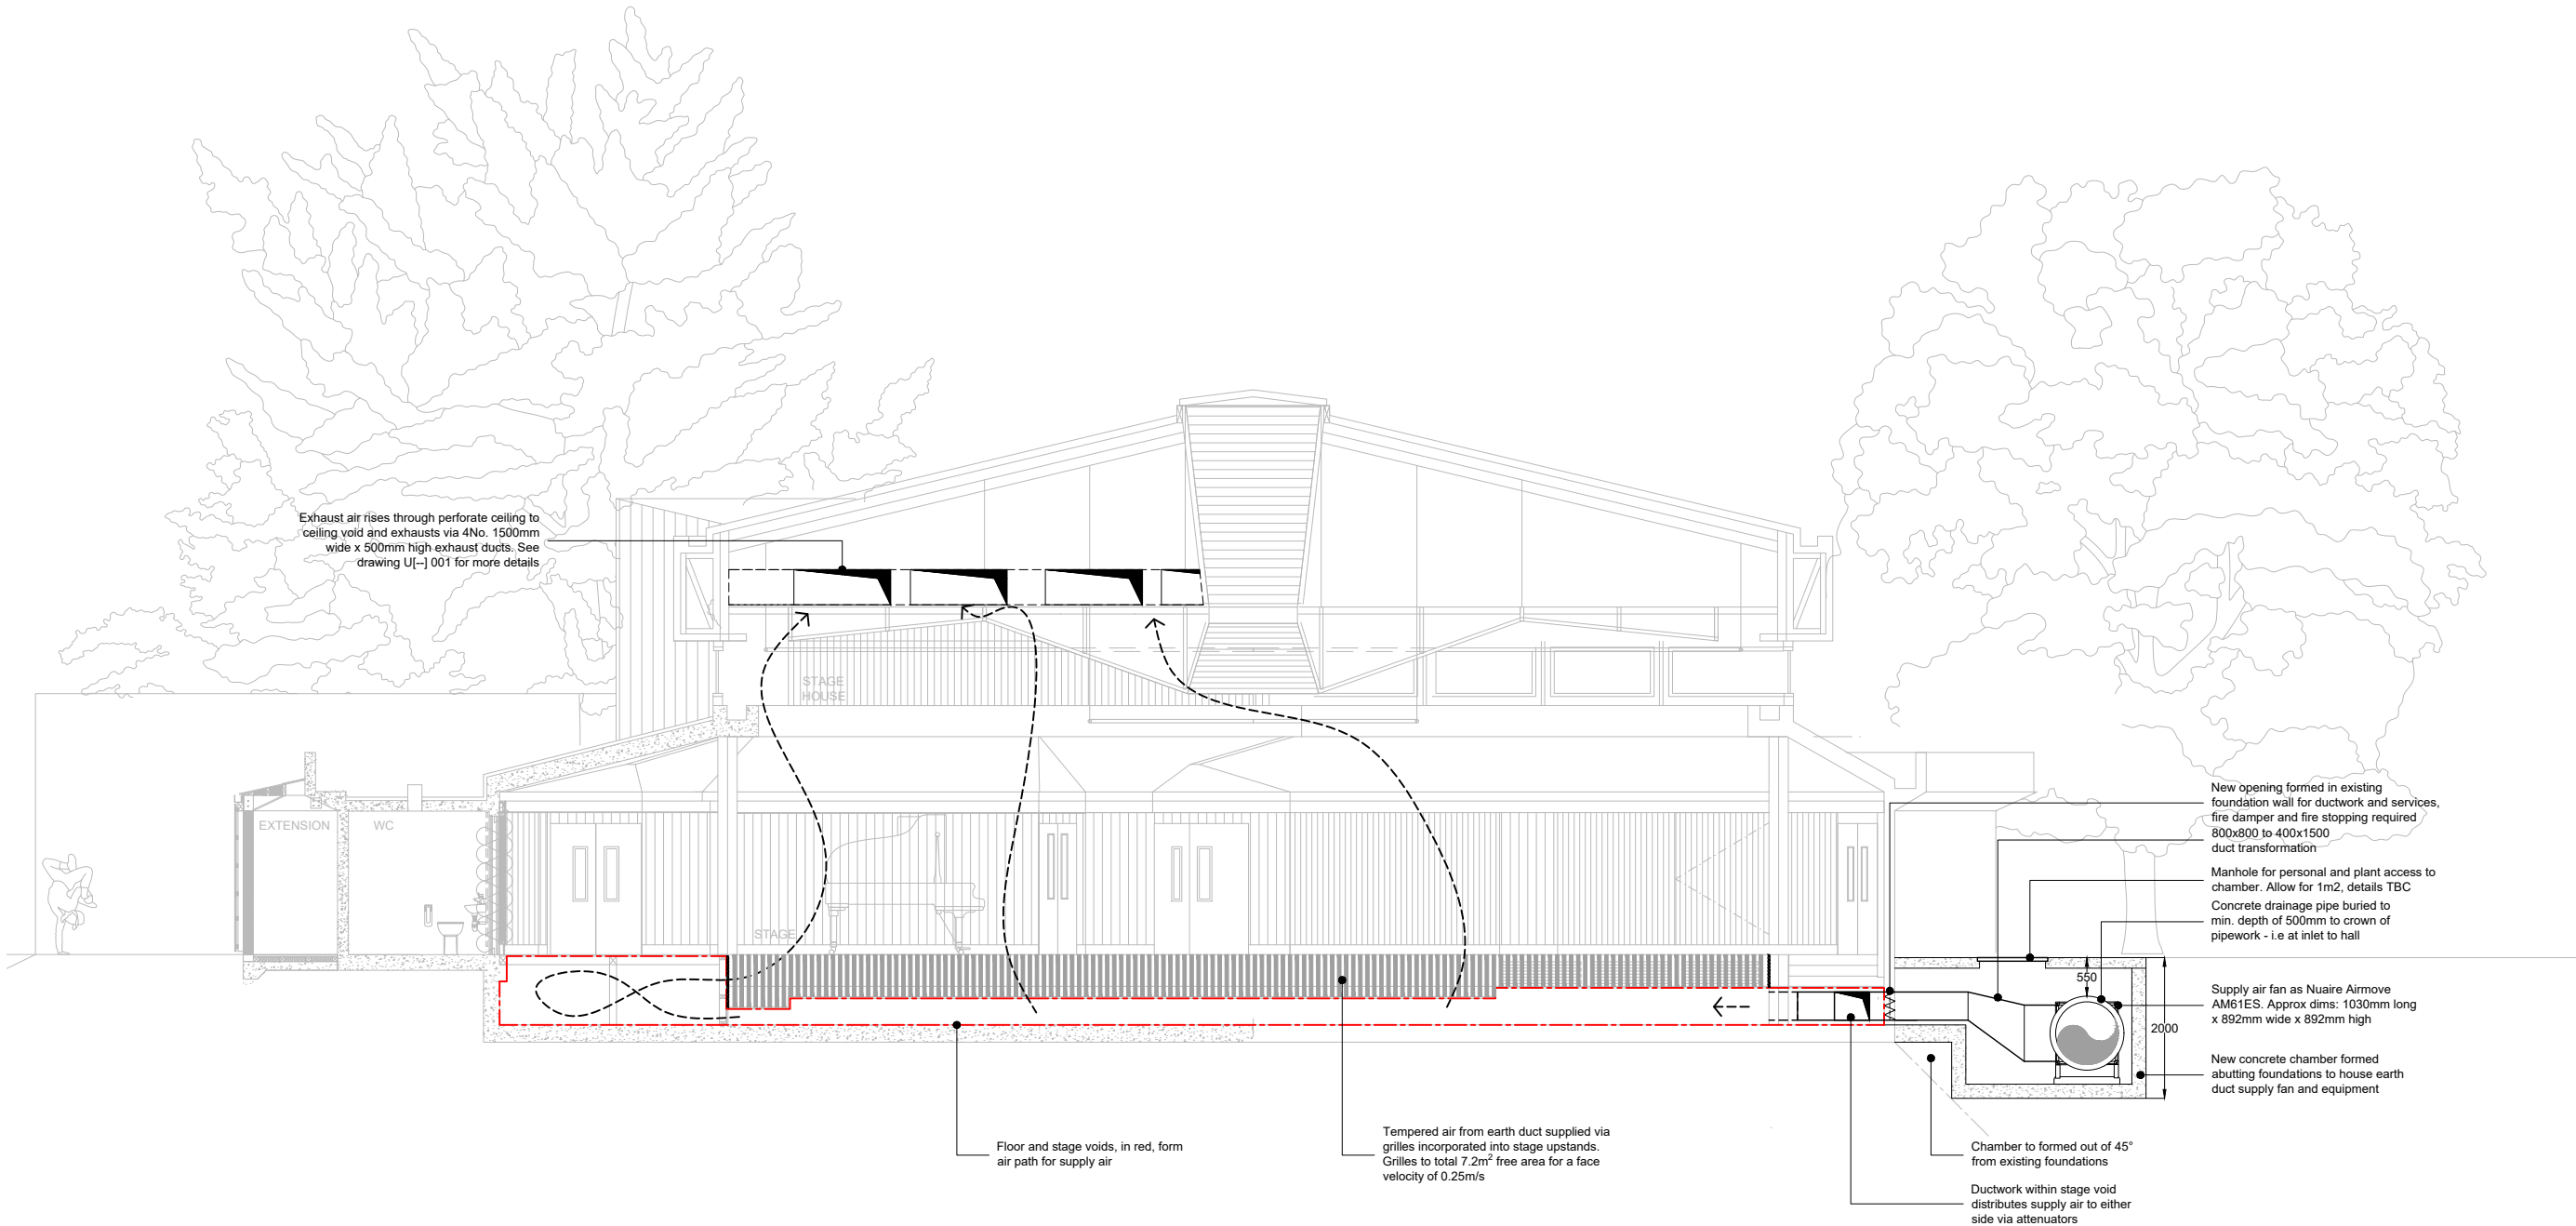 Exhaust air rises through perforate ceiling to
ceiling void and exhausts via 4No. 1500mm
wide x 500mm high exhaust ducts. See
drawing U[--] 001 for more details
STAGE
HOUSE
EXTENSION
WC
STAGE
New opening formed in existing
foundation wall for ductwork and services,
fire damper and fire stopping required
800x800 to 400x1500
duct transformation
Manhole for personal and plant access to
chamber. Allow for 1m2, details TBC
Concrete drainage pipe buried to
min. depth of 500mm to crown of
pipework - i.e at inlet to hall
550
Supply air fan as Nuaire Airmove
AM61ES. Approx dims: 1030mm long
x 892mm wide x 892mm high
2000
New concrete chamber formed
abutting foundations to house earth
duct supply fan and equipment
Floor and stage voids, in red, form
air path for supply air
Tempered air from earth duct supplied via
grilles incorporated into stage upstands.
Grilles to total 7.2m² free area for a face
velocity of 0.25m/s
Chamber to formed out of 45°
from existing foundations
Ductwork within stage void
distributes supply air to either
side via attenuators